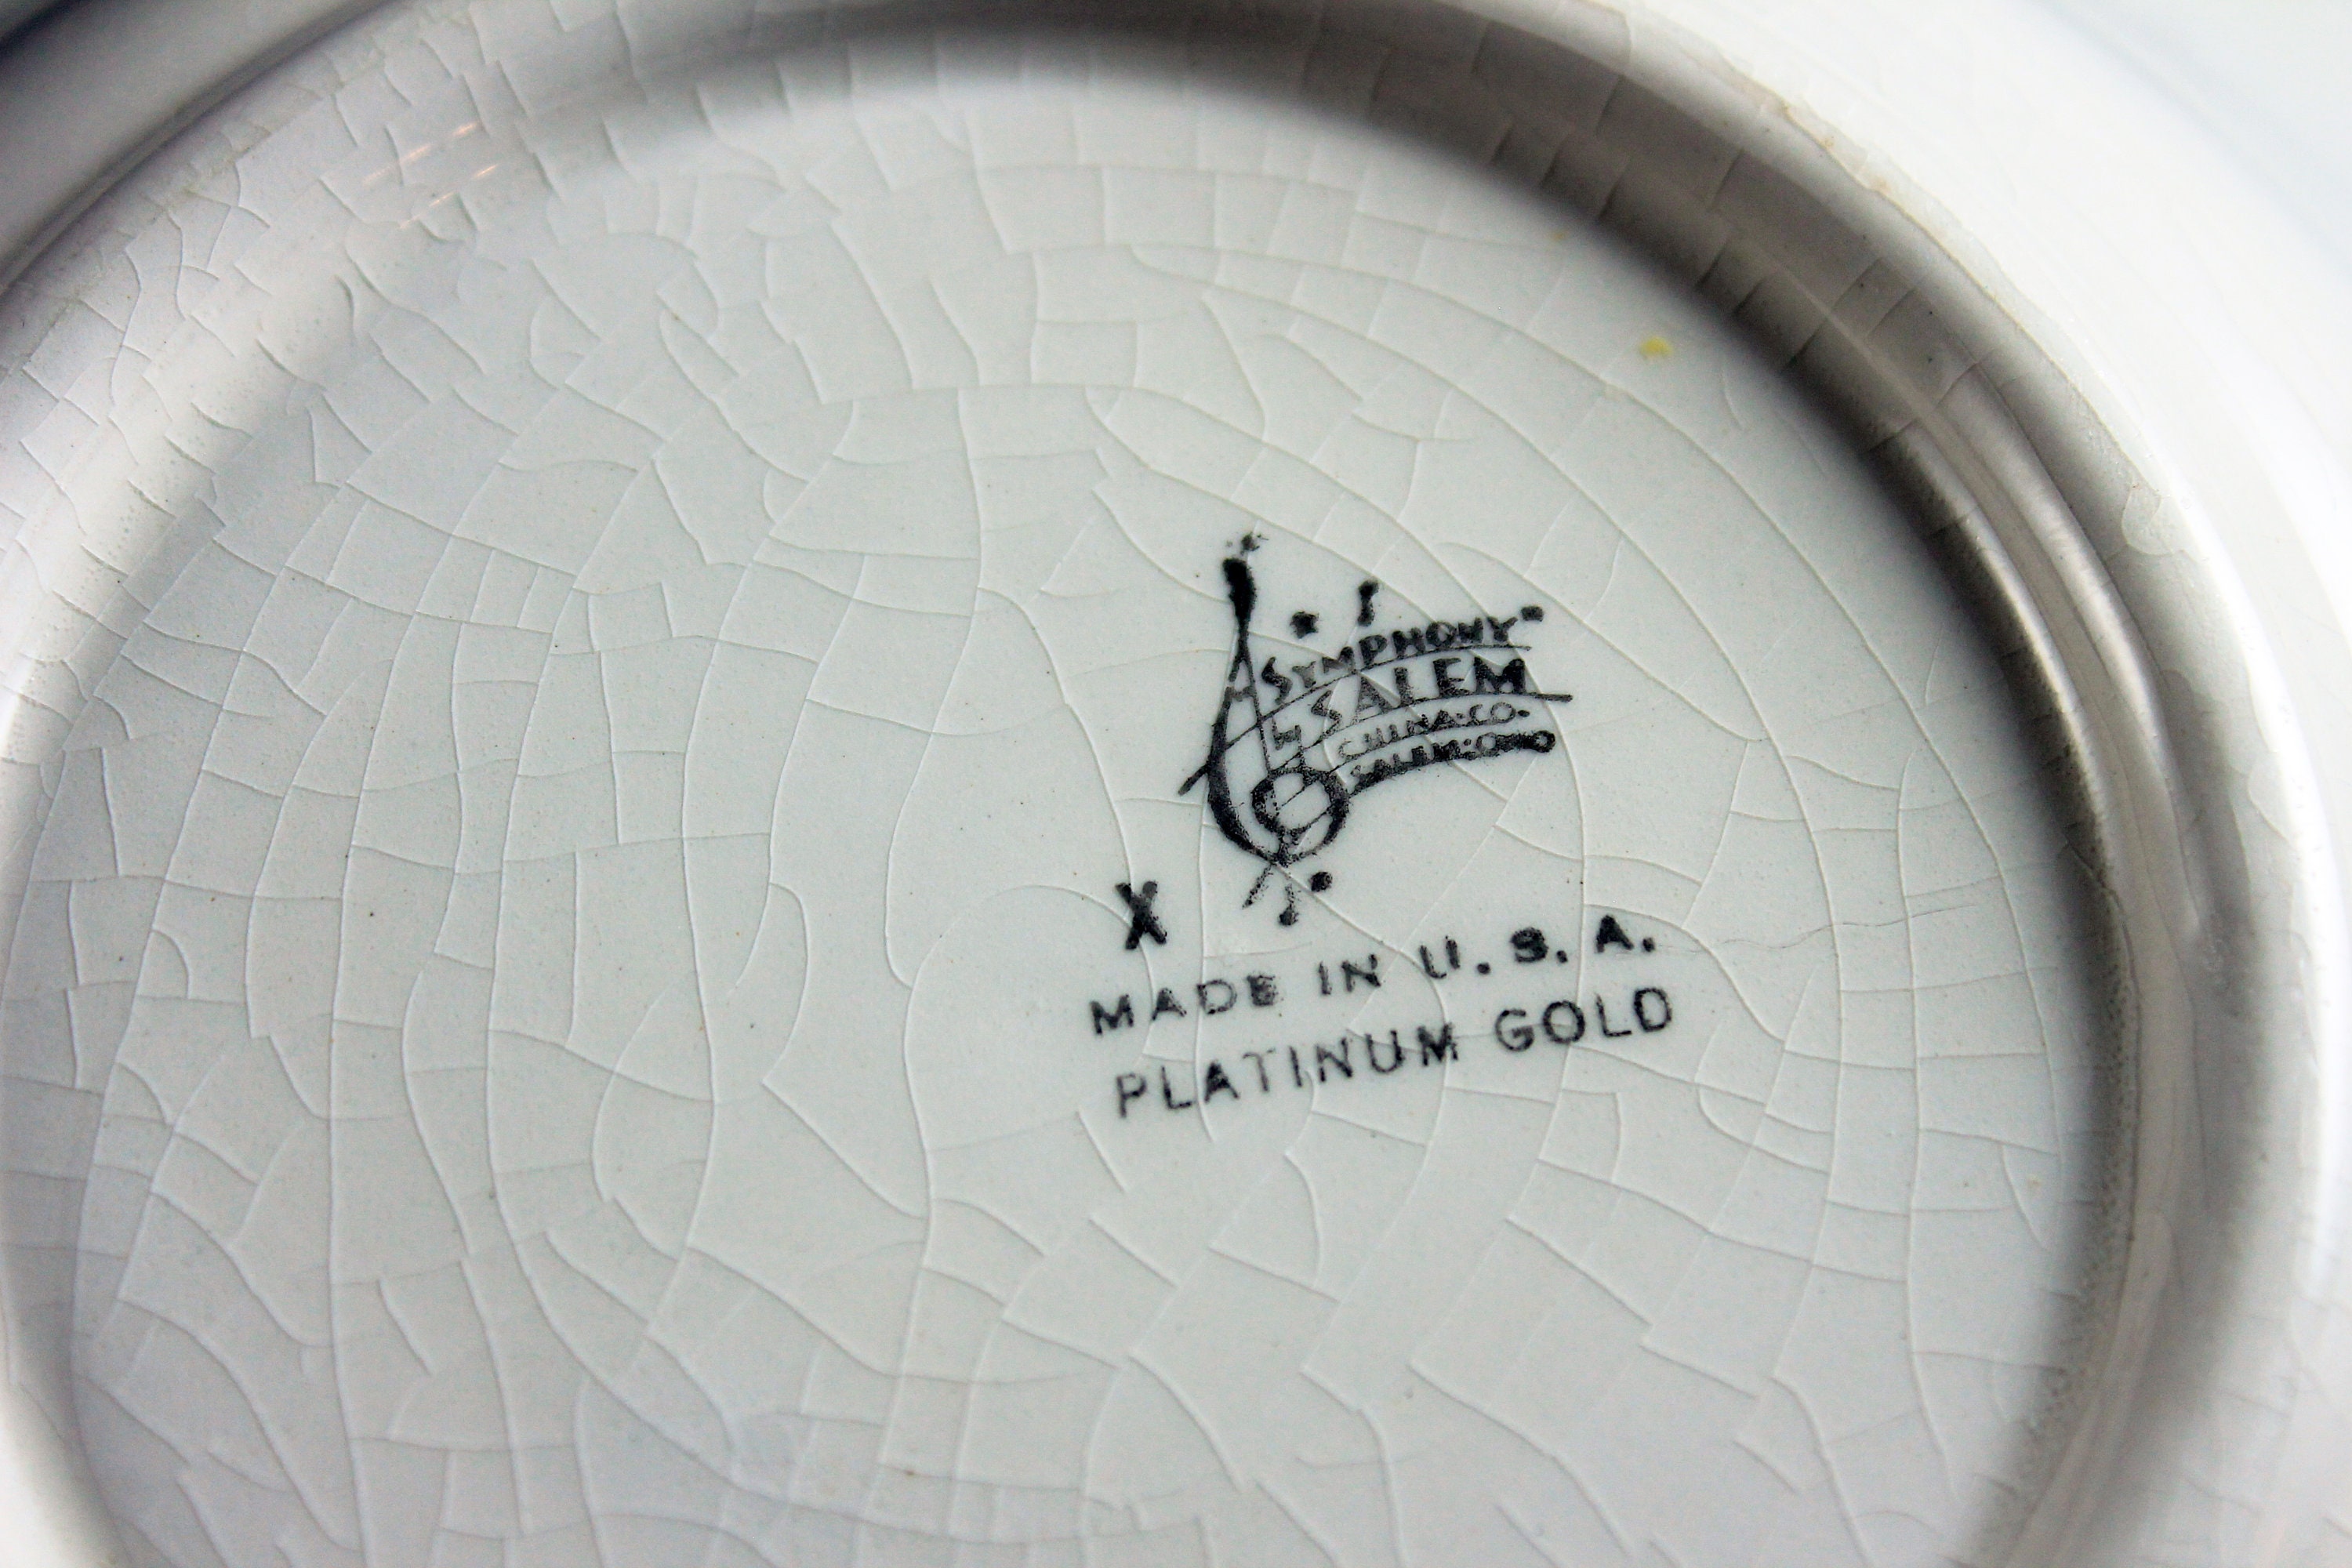 "SYMPHONY"
by SALEM
CHINA·CO.
SALEM·OHIO
X
MADE IN U. S. A.
PLATINUM GOLD